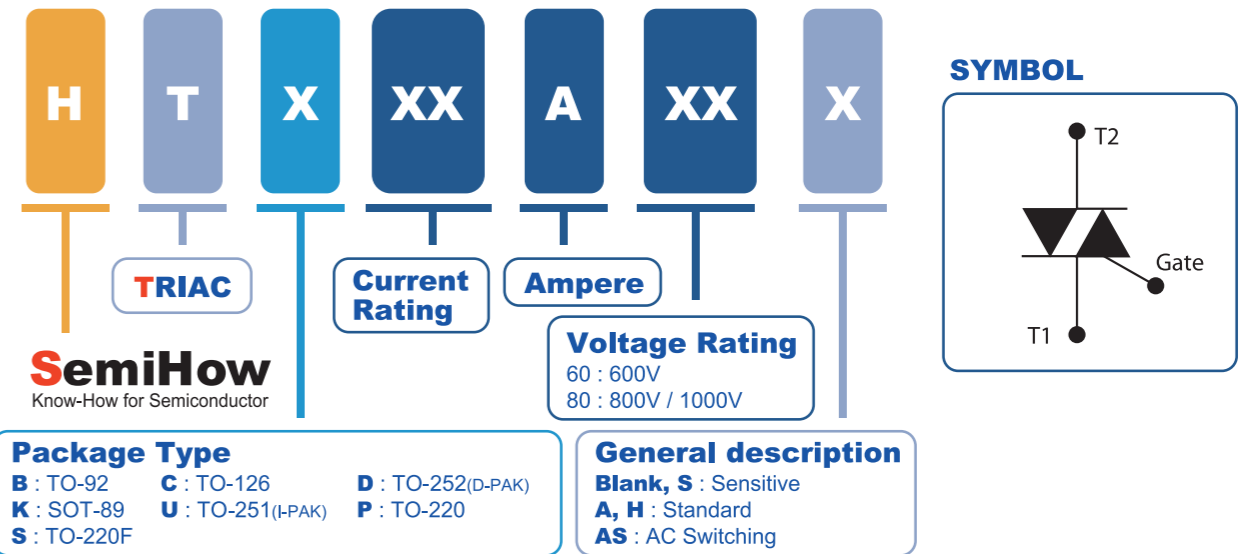 H T X XX A XX X
SYMBOL
T2
Gate
T1
TRIAC
Current
Rating
Ampere
Voltage Rating
60 : 600V
80 : 800V / 1000V
SemiHow
Know-How for Semiconductor
Package Type
B : TO-92 C : TO-126 D : TO-252(D-PAK)
K : SOT-89 U : TO-251(I-PAK) P : TO-220
S : TO-220F
General description
Blank, S : Sensitive
A, H : Standard
AS : AC Switching